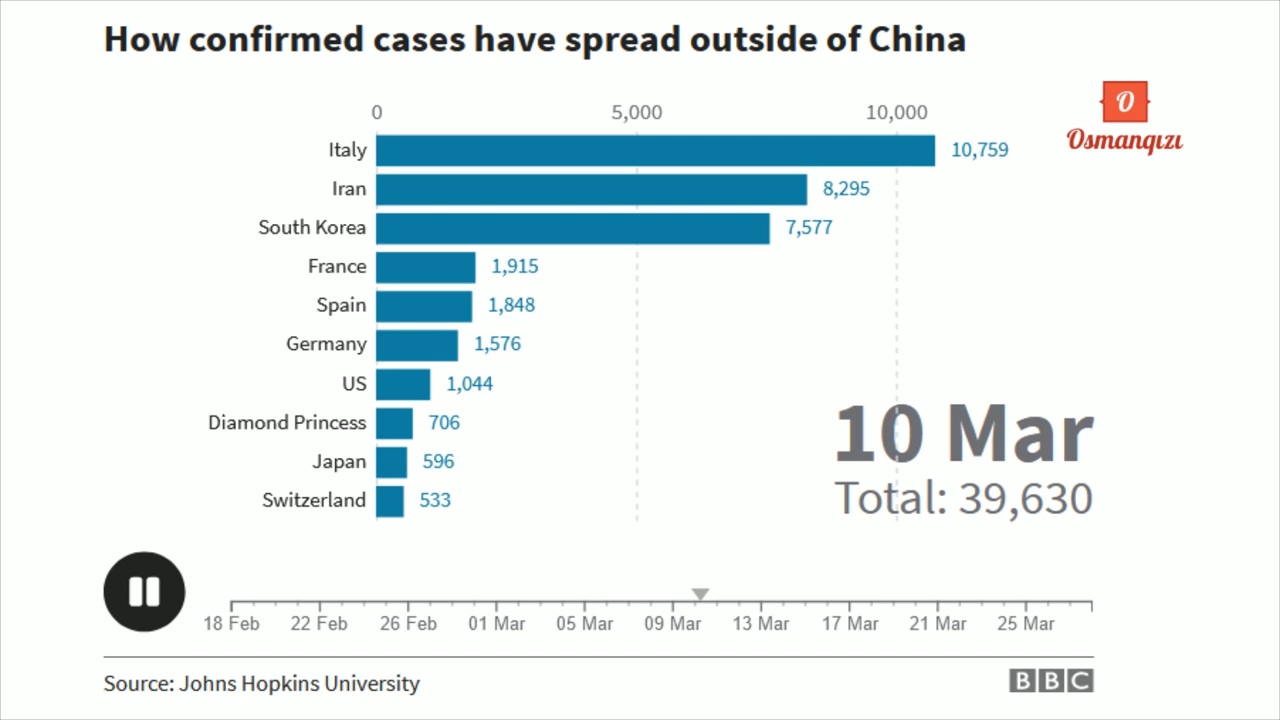 How confirmed cases have spread outside of China
0 5,000 10,000
O
Osmanqızı
Italy 10,759
Iran 8,295
South Korea 7,577
France 1,915
Spain 1,848
Germany 1,576
US 1,044
Diamond Princess 706
Japan 596
Switzerland 533
10 Mar
Total: 39,630
18 Feb 22 Feb 26 Feb 01 Mar 05 Mar 09 Mar 13 Mar 17 Mar 21 Mar 25 Mar
Source: Johns Hopkins University
BBC